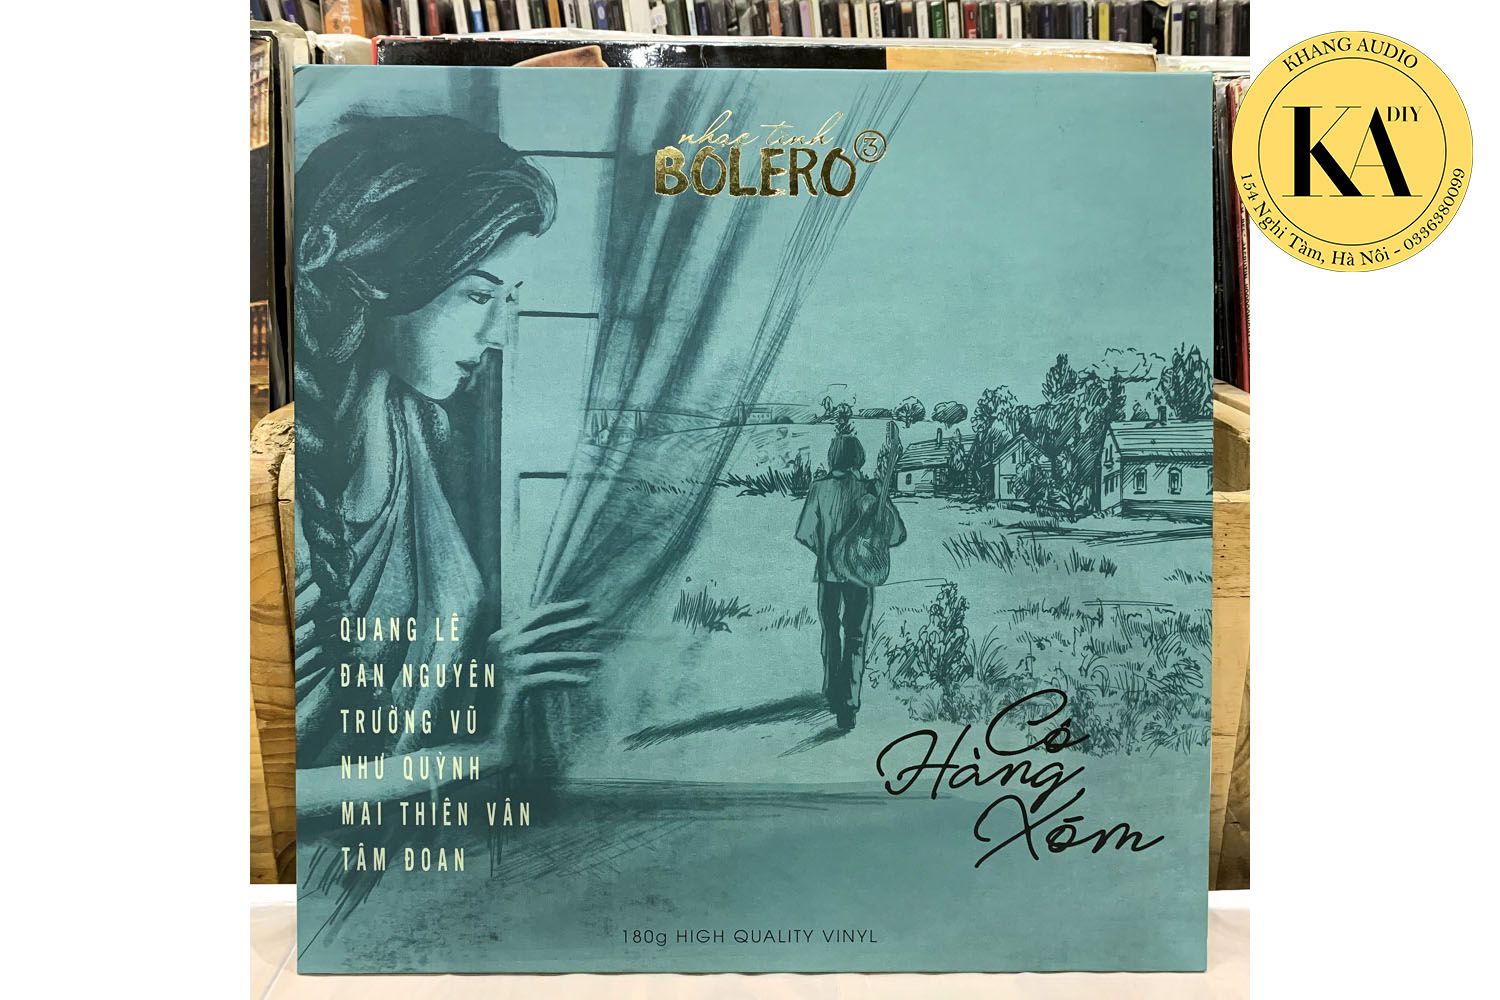 nhạc tình
BOLERO 3
QUANG LÊ
ĐAN NGUYÊN
TRƯỜNG VŨ
NHƯ QUỲNH
MAI THIÊN VÂN
TÂM ĐOAN
Cô
Hàng
Xóm
180g HIGH QUALITY VINYL
KHANG AUDIO
KA DIY
154 Nghi Tàm, Hà Nôi - 0336380099